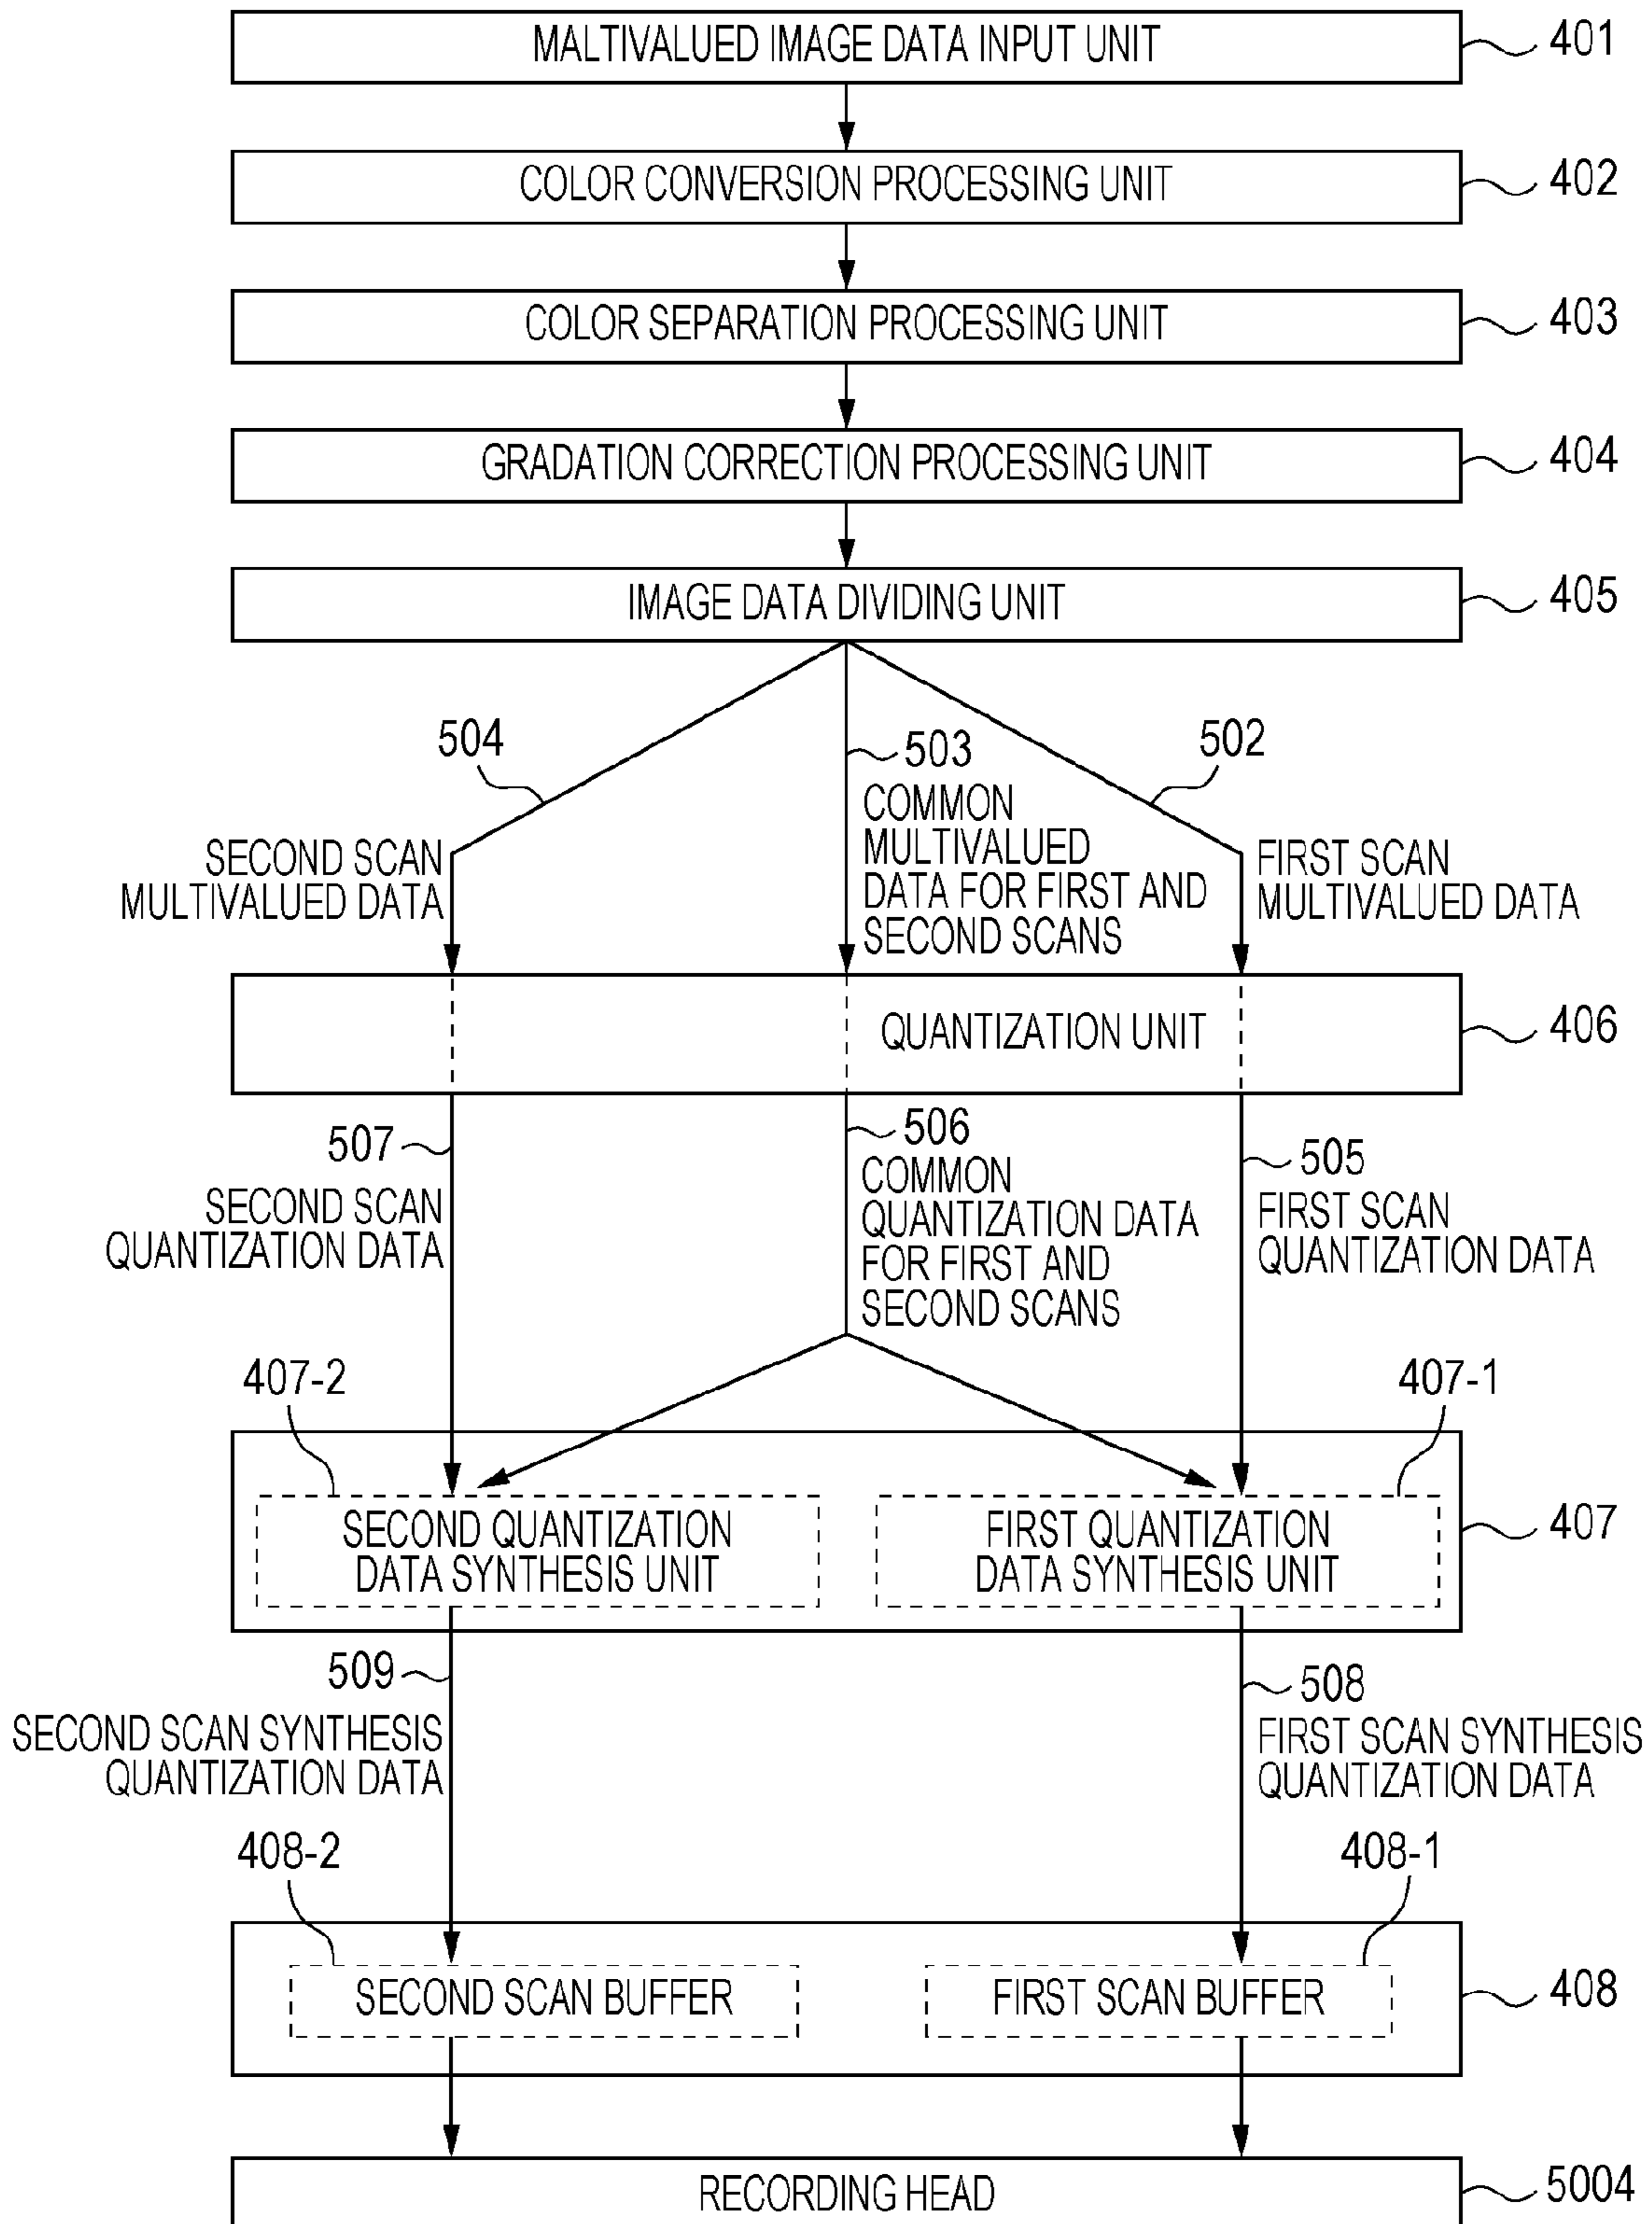 MALTIVALUED IMAGE DATA INPUT UNIT
401
COLOR CONVERSION PROCESSING UNIT
402
COLOR SEPARATION PROCESSING UNIT
403
GRADATION CORRECTION PROCESSING UNIT
404
IMAGE DATA DIVIDING UNIT
405
504
503
502
SECOND SCAN
MULTIVALUED DATA
COMMON
MULTIVALUED
DATA FOR FIRST AND
SECOND SCANS
FIRST SCAN
MULTIVALUED DATA
QUANTIZATION UNIT
406
507
506
505
SECOND SCAN
QUANTIZATION DATA
COMMON
QUANTIZATION DATA
FOR FIRST AND
SECOND SCANS
FIRST SCAN
QUANTIZATION DATA
407-2
407-1
SECOND QUANTIZATION
DATA SYNTHESIS UNIT
FIRST QUANTIZATION
DATA SYNTHESIS UNIT
407
509
508
SECOND SCAN SYNTHESIS
QUANTIZATION DATA
FIRST SCAN SYNTHESIS
QUANTIZATION DATA
408-2
408-1
SECOND SCAN BUFFER
FIRST SCAN BUFFER
408
RECORDING HEAD
5004